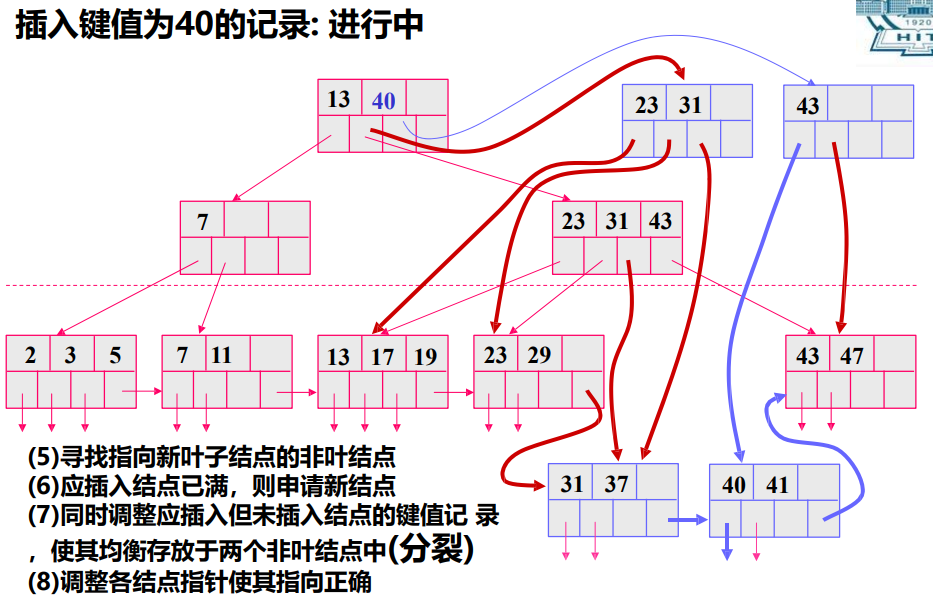 插入键值为40的记录: 进行中
1920
HIT
13 40
23 31
43
7
23 31 43
2 3 5
7 11
13 17 19
23 29
43 47
31 37
40 41
(5)寻找指向新叶子结点的非叶结点
(6)应插入结点已满，则申请新结点
(7)同时调整应插入但未插入结点的键值记 录
，使其均衡存放于两个非叶结点中(分裂)
(8)调整各结点指针使其指向正确